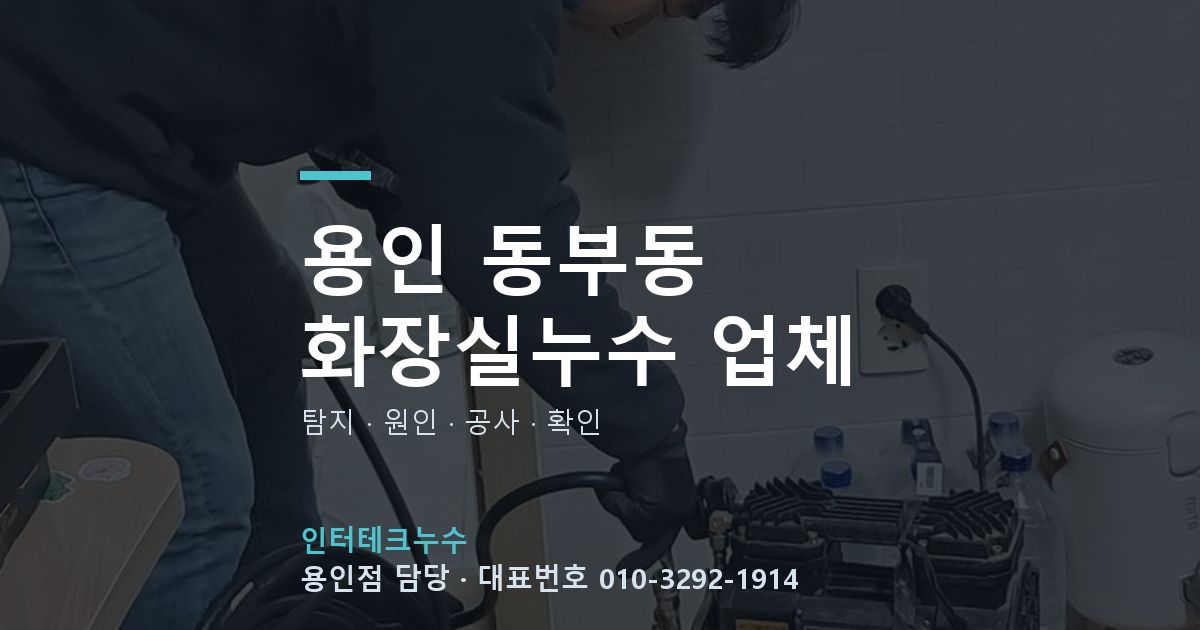 용인 동부동
화장실누수 업체
탐지 · 원인 · 공사 · 확인
인터테크누수
용인점 담당 · 대표번호 010-3292-1914